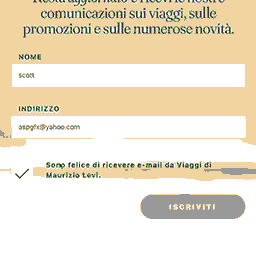 Resta aggiornato e ricevi le nostre
comunicazioni sui viaggi, sulle
promozioni e sulle numerose novità.
NOME
scott
INDIRIZZO
aspgfx@yahoo.com
Sono felice di ricevere e-mail da Viaggi di
Maurizio Levi.
ISCRIVITI